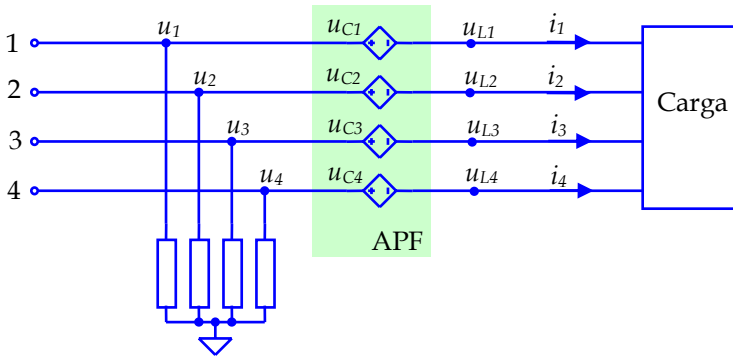 1 u1 uC1 uL1 i1
2 u2 uC2 uL2 i2
3 u3 uC3 uL3 i3
4 u4 uC4 uL4 i4
Carga
APF